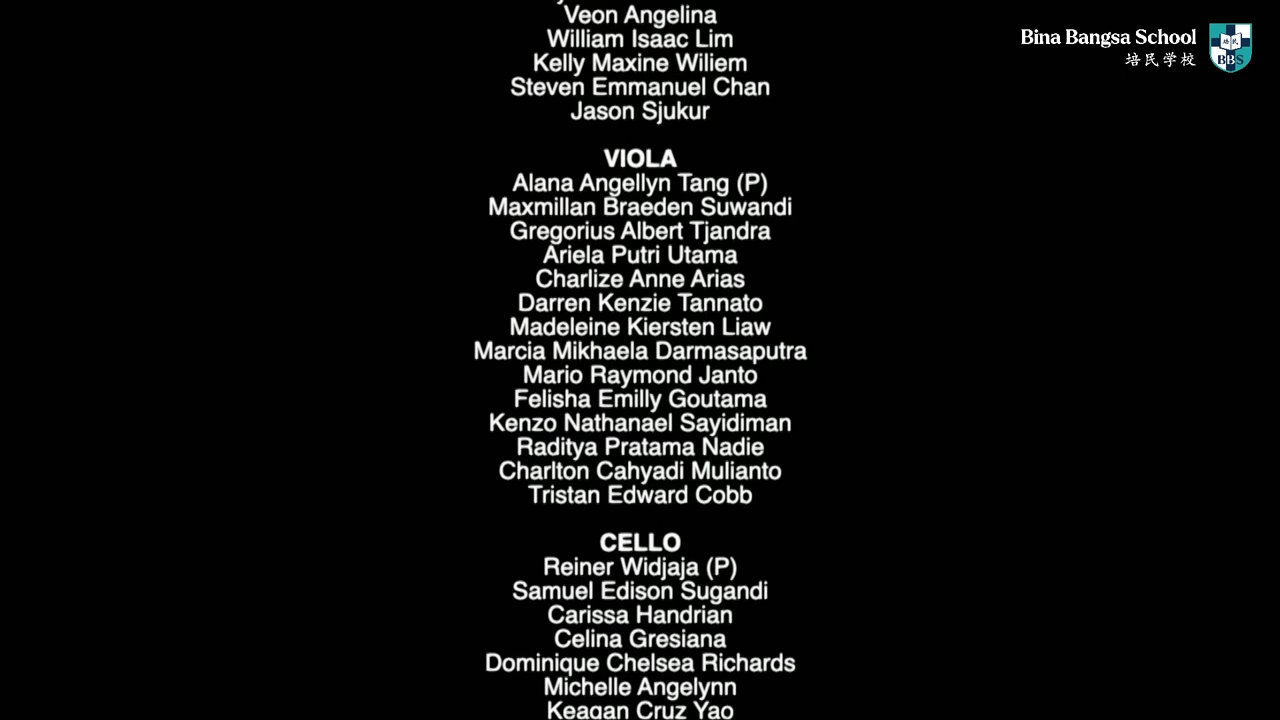 Veon Angelina
William Isaac Lim
Kelly Maxine Wiliem
Steven Emmanuel Chan
Jason Sjukur
VIOLA
Alana Angellyn Tang (P)
Maxmillan Braeden Suwandi
Gregorius Albert Tjandra
Ariela Putri Utama
Charlize Anne Arias
Darren Kenzie Tannato
Madeleine Kiersten Liaw
Marcia Mikhaela Darmasaputra
Mario Raymond Janto
Felisha Emilly Goutama
Kenzo Nathanael Sayidiman
Raditya Pratama Nadie
Charlton Cahyadi Mulianto
Tristan Edward Cobb
CELLO
Reiner Widjaja (P)
Samuel Edison Sugandi
Carissa Handrian
Celina Gresiana
Dominique Chelsea Richards
Michelle Angelynn
Keagan Cruz Yao
Bina Bangsa School
培民学校
培民
BBS